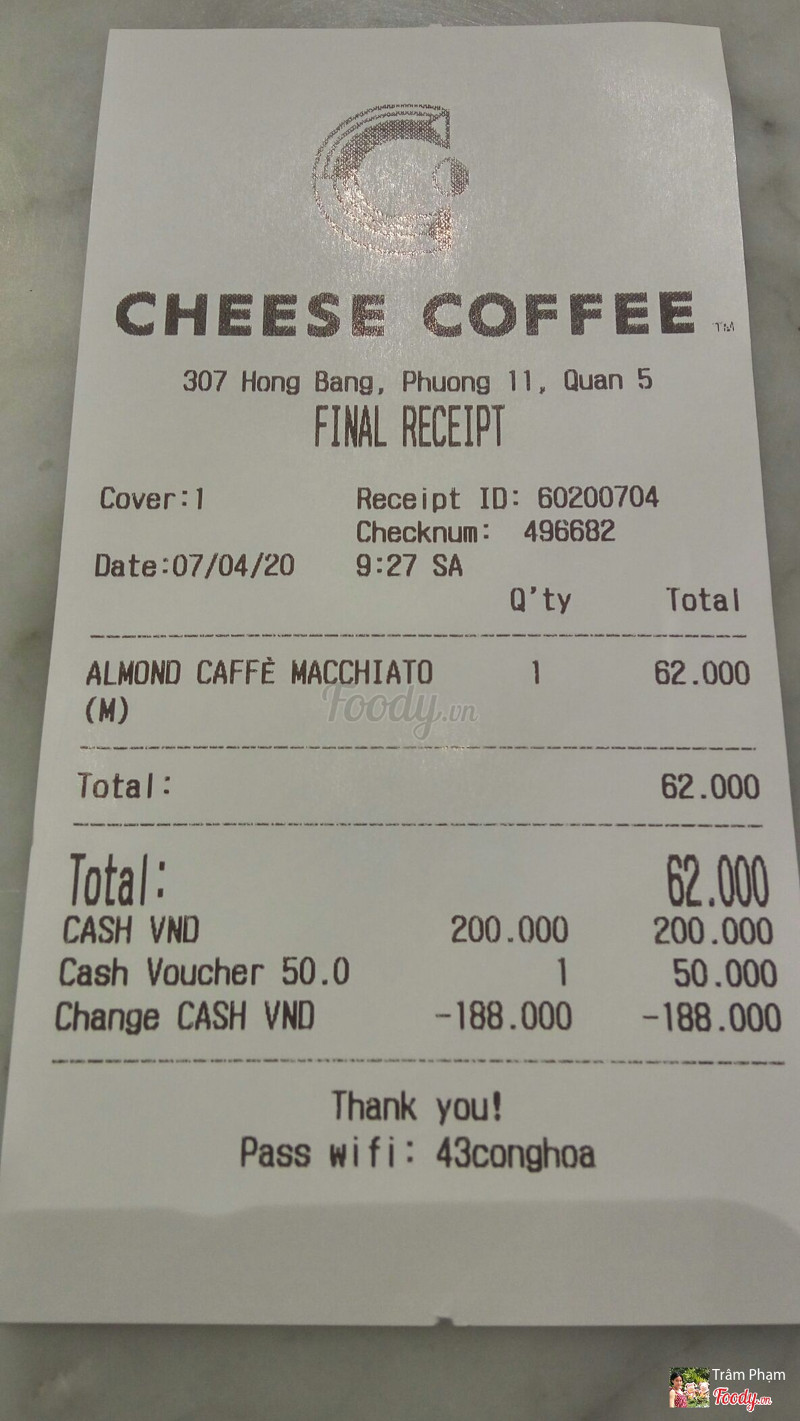 CHEESE COFFEE ™
307 Hong Bang, Phuong 11, Quan 5
FINAL RECEIPT
Cover:1 Receipt ID: 60200704
Checknum: 496682
Date:07/04/20 9:27 SA
Q'ty Total
ALMOND CAFFÈ MACCHIATO 1 62.000
(M)
Foody.vn
Total: 62.000
Total: 62.000
CASH VND 200.000 200.000
Cash Voucher 50.0 1 50.000
Change CASH VND -188.000 -188.000
Thank you!
Pass wifi: 43conghoa
Trâm Phạm
Foody.vn